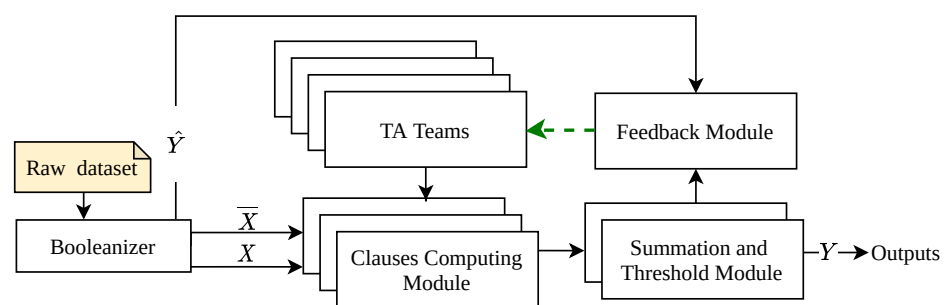 TA Teams
Feedback Module
Ŷ
Raw dataset
Booleanizer
X̅
X
Clauses Computing
Module
Summation and
Threshold Module
Y
Outputs